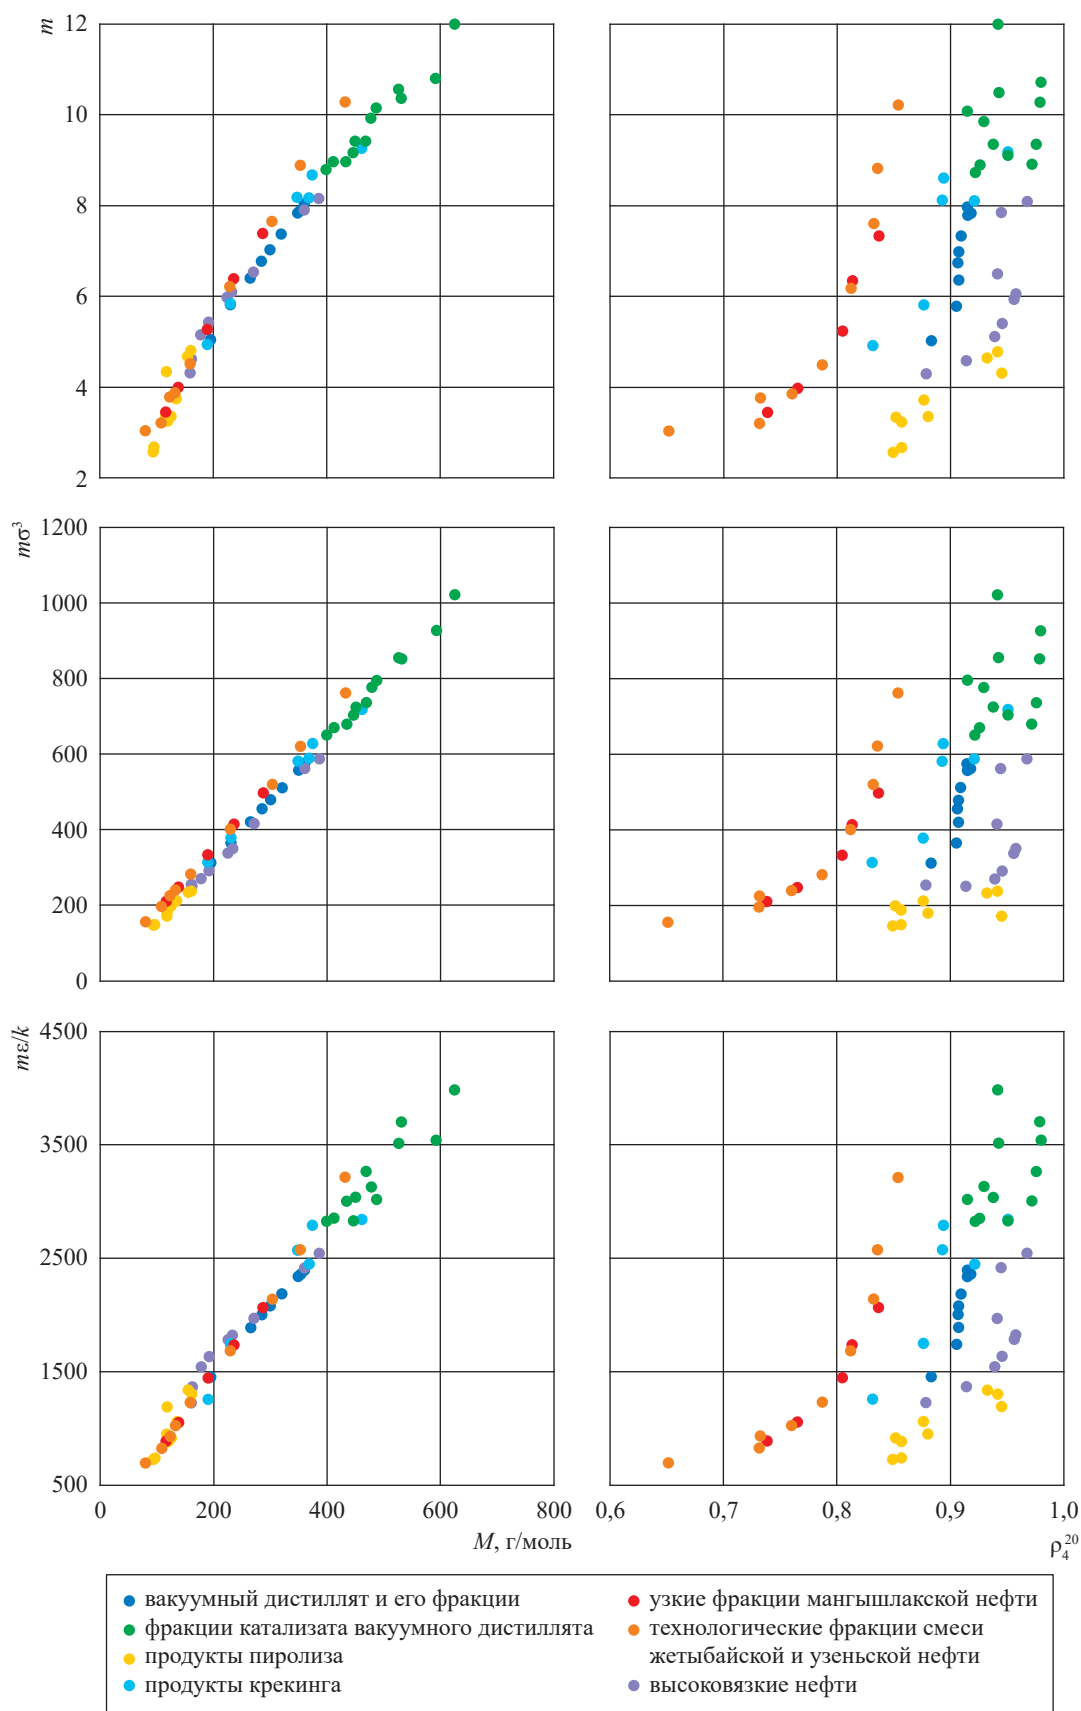 m
12
10
8
6
4
2
mσ³
1200
1000
800
600
400
200
0
mε/k
4500
3500
2500
1500
500
0 200 400 600 800
0,6 0,7 0,8 0,9 1,0
M, г/моль
ρ₄²⁰
вакуумный дистиллят и его фракции
фракции катализата вакуумного дистиллята
продукты пиролиза
продукты крекинга
узкие фракции мангышлакской нефти
технологические фракции смеси
жетыбайской и узеньской нефти
высоковязкие нефти